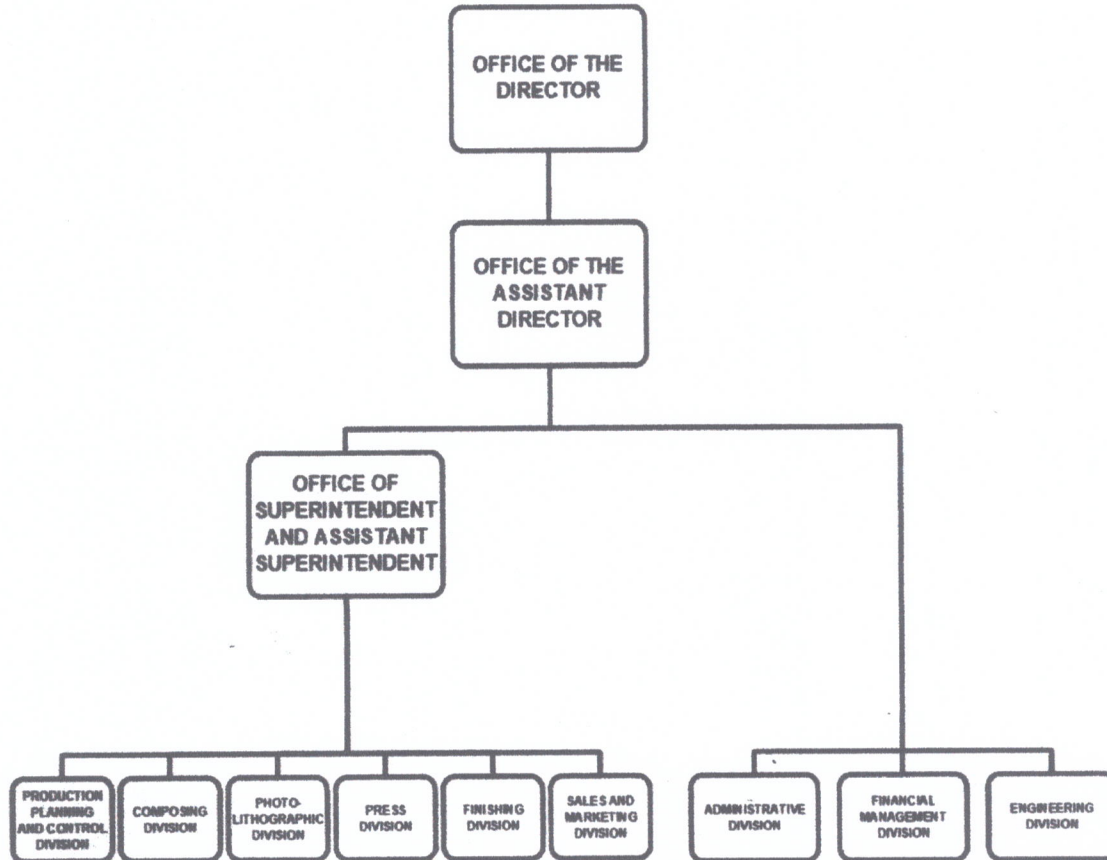 OFFICE OF THE
DIRECTOR
OFFICE OF THE
ASSISTANT
DIRECTOR
OFFICE OF
SUPERINTENDENT
AND ASSISTANT
SUPERINTENDENT
PRODUCTION
PLANNING
AND CONTROL
DIVISION
COMPOSING
DIVISION
PHOTO-
LITHOGRAPHIC
DIVISION
PRESS
DIVISION
FINISHING
DIVISION
SALES AND
MARKETING
DIVISION
ADMINISTRATIVE
DIVISION
FINANCIAL
MANAGEMENT
DIVISION
ENGINEERING
DIVISION